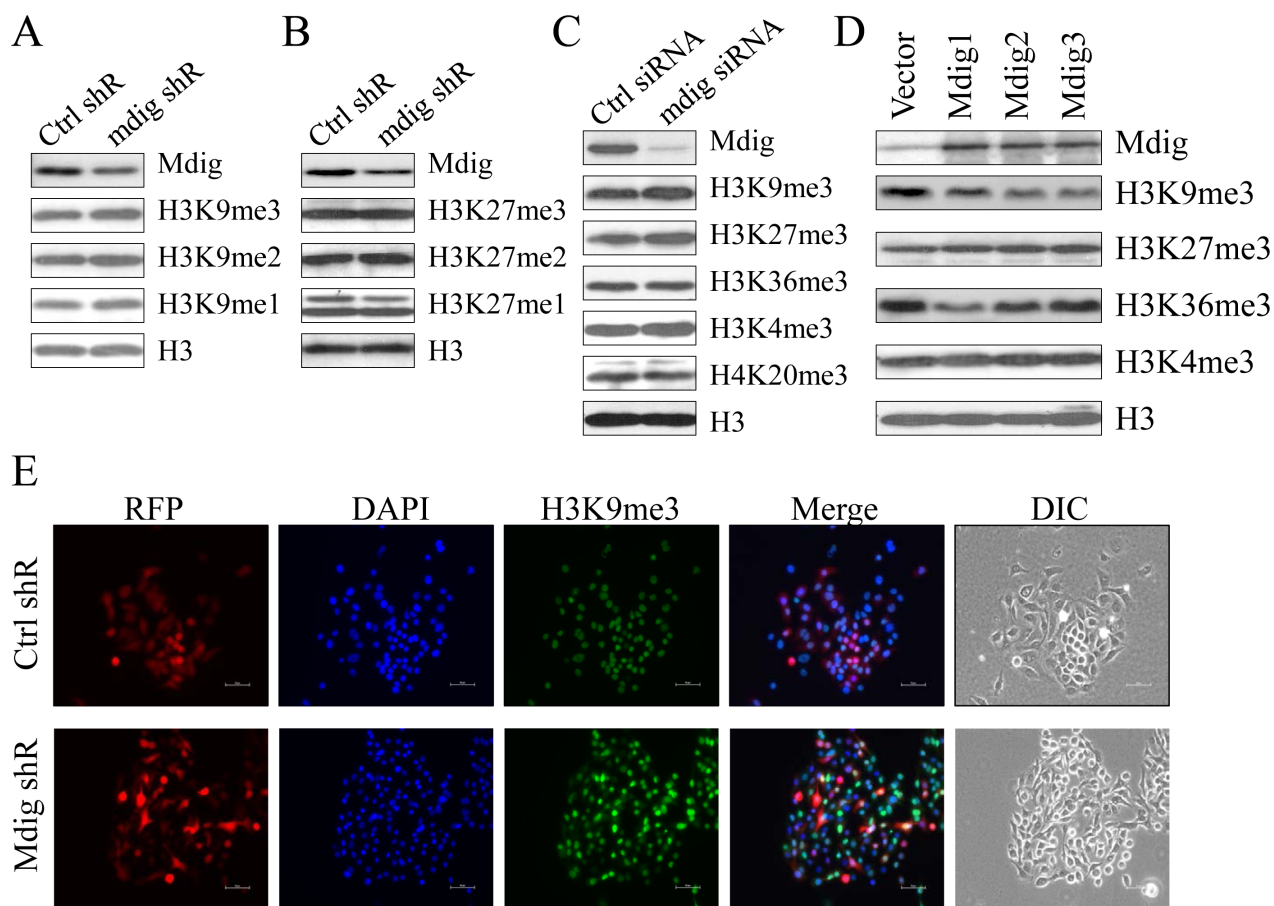 A
Ctrl shR
mdig shR
Mdig
H3K9me3
H3K9me2
H3K9me1
H3
B
Ctrl shR
mdig shR
Mdig
H3K27me3
H3K27me2
H3K27me1
H3
C
Ctrl siRNA
mdig siRNA
Mdig
H3K9me3
H3K27me3
H3K36me3
H3K4me3
H4K20me3
H3
D
Vector
Mdig1
Mdig2
Mdig3
Mdig
H3K9me3
H3K27me3
H3K36me3
H3K4me3
H3
E
RFP
DAPI
H3K9me3
Merge
DIC
Ctrl shR
Mdig shR